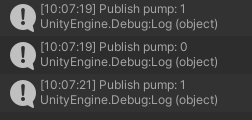 [10:07:19] Publish pump: 1
UnityEngine.Debug:Log (object)
[10:07:19] Publish pump: 0
UnityEngine.Debug:Log (object)
[10:07:21] Publish pump: 1
UnityEngine.Debug:Log (object)